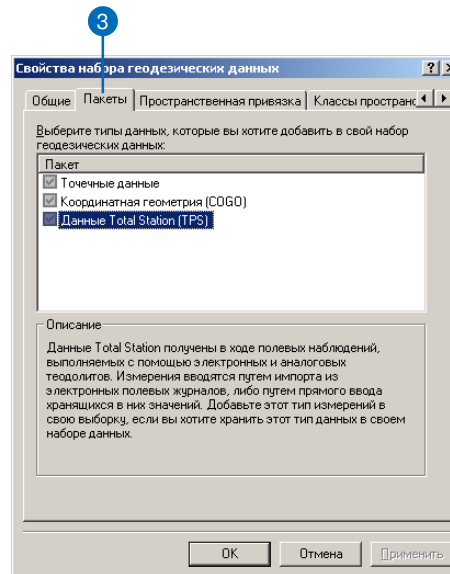 3
Свойства набора геодезических данных
Общие Пакеты Пространственная привязка Классы пространс
Выберите типы данных, которые вы хотите добавить в свой набор
геодезических данных:
Пакет
Точечные данные
Координатная геометрия (COGO)
Данные Total Station (TPS)
Описание
Данные Total Station получены в ходе полевых наблюдений,
выполняемых с помощью электронных и аналоговых
теодолитов. Измерения вводятся путем импорта из
электронных полевых журналов, либо путем прямого ввода
хранящихся в них значений. Добавьте этот тип измерений в
свою выборку, если вы хотите хранить этот тип данных в своем
наборе данных.
OK Отмена Применить